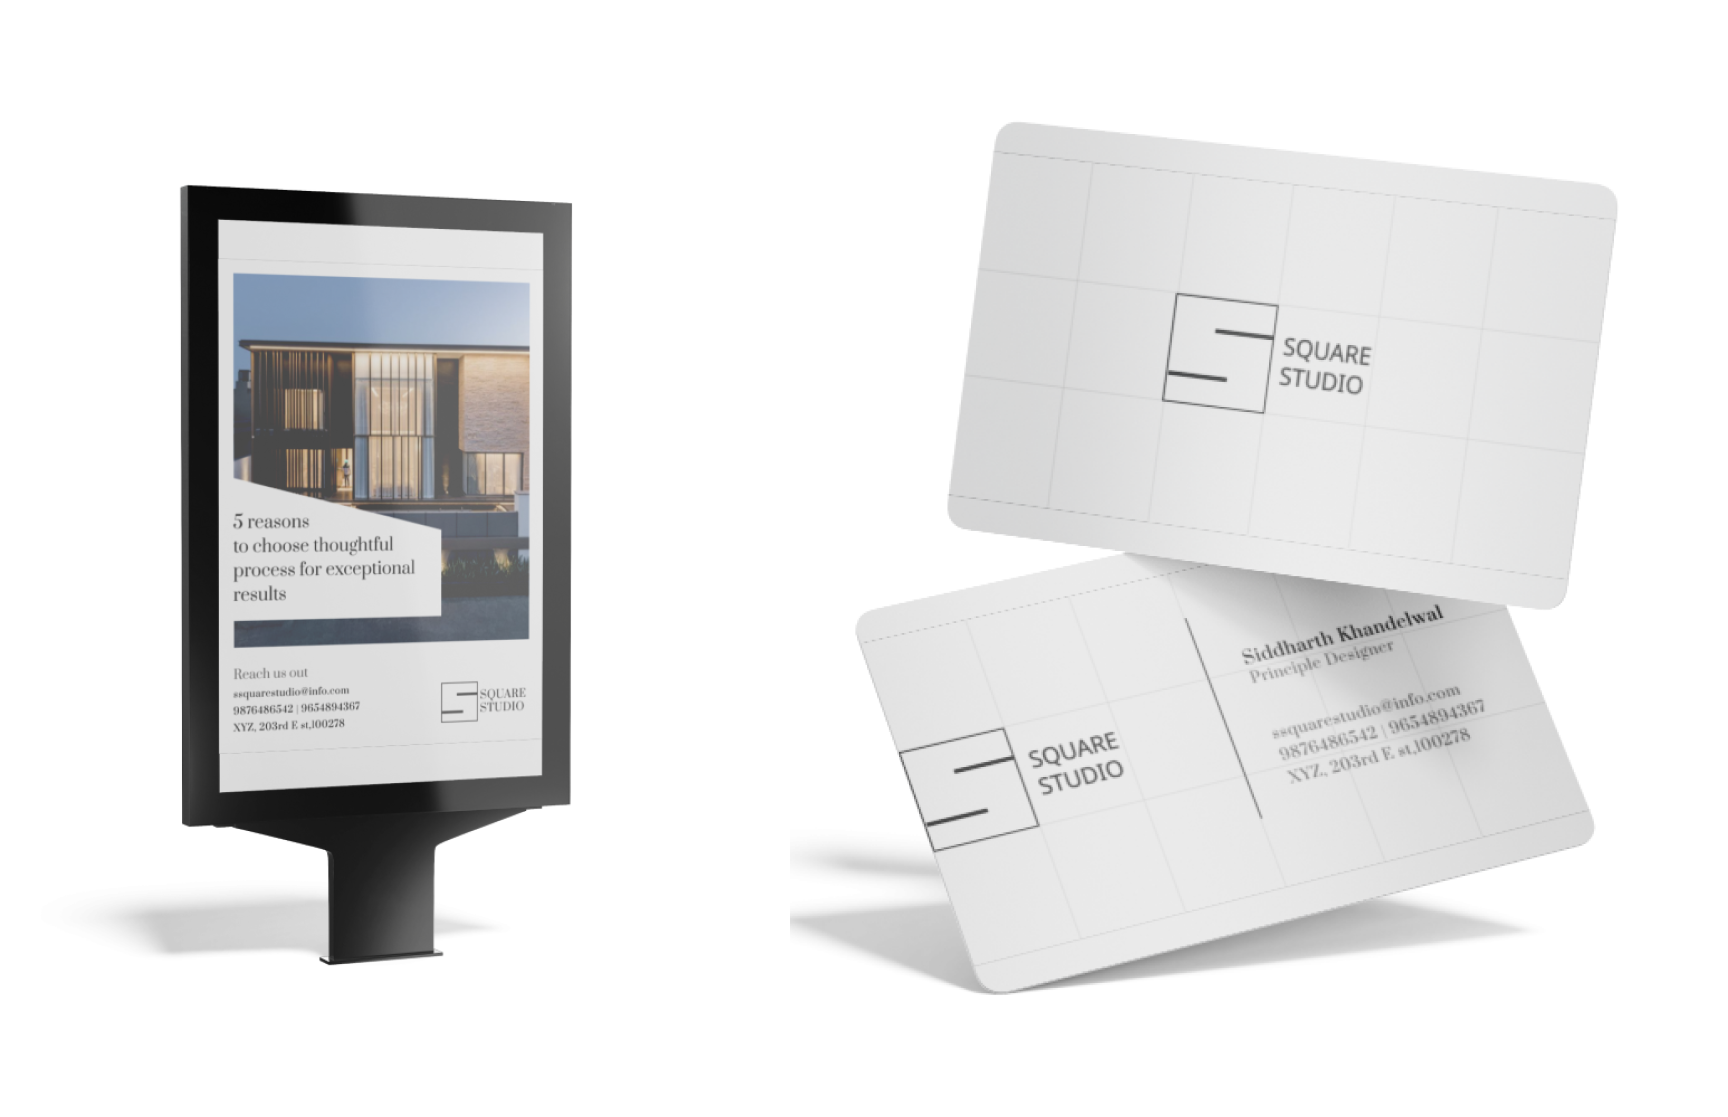 5 reasons
to choose thoughtful
process for exceptional
results
Reach us out
ssquarestudio@info.com
9876486542 | 9654894367
XYZ, 203rd E st,l00278
SQUARE
STUDIO
SQUARE
STUDIO
SQUARE
STUDIO
Siddharth Khandelwal
Principle Designer
ssquarestudio@info.com
9876486542 | 9654894367
XYZ, 203rd E st,l00278